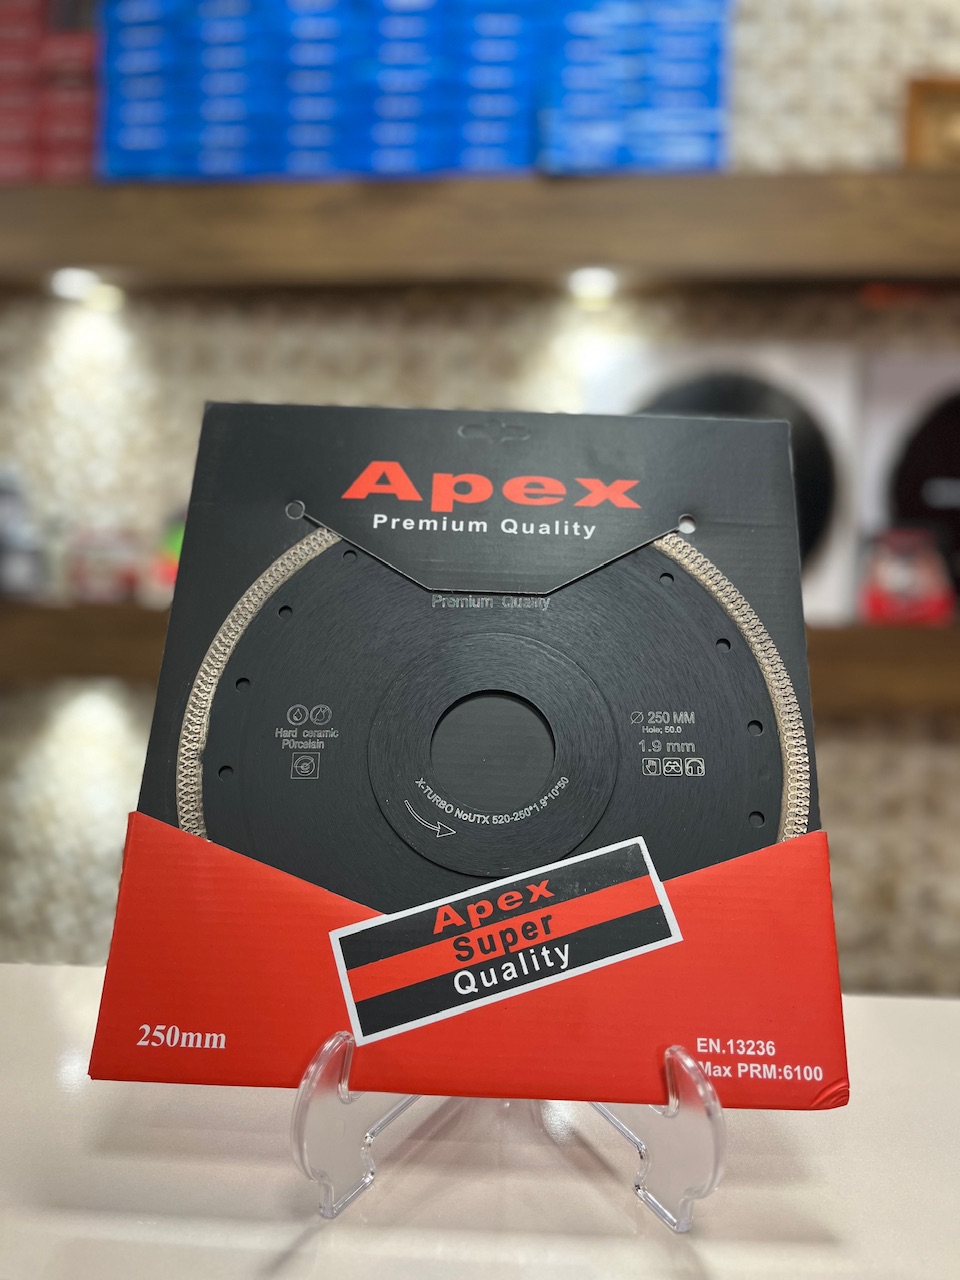 Apex
Premium Quality
Premium Quality
Hard ceramic
Pürcelain
Ø 250 MM
Hole; 50.0
1.9 mm
X-TURBO NoUTX 520-250*1.9*10*50
Apex
Super
Quality
250mm
EN.13236
Max PRM:6100